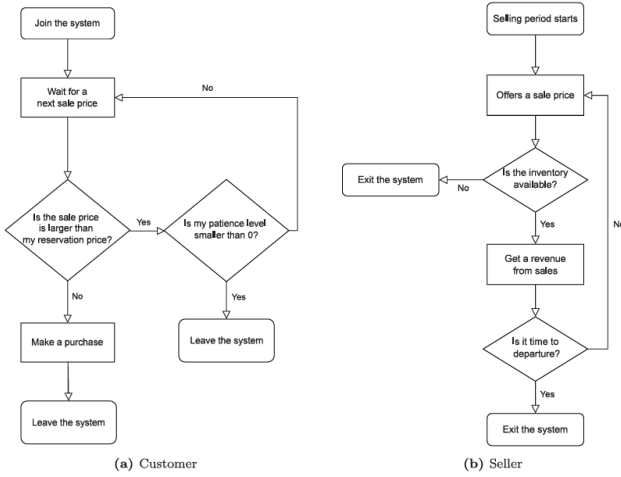 Join the system
Wait for a
next sale price
No
Is the sale price
is larger than
my reservation price?
Yes
Is my patience level
smaller than 0?
No
Yes
Make a purchase
Leave the system
Leave the system
(a) Customer
Selling period starts
Offers a sale price
Is the inventory
available?
No
Exit the system
Yes
Get a revenue
from sales
No
Is it time to
departure?
Yes
Exit the system
(b) Seller